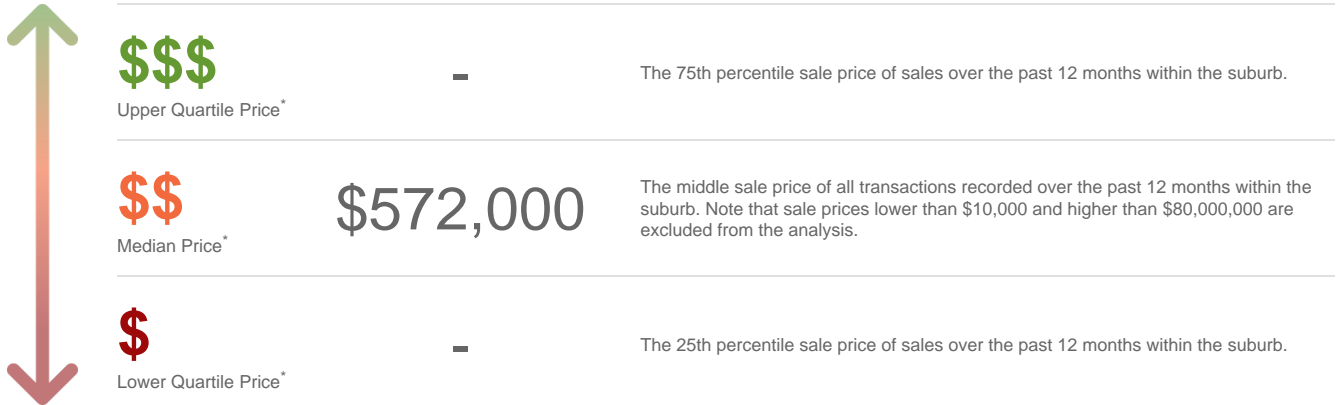 $$$
Upper Quartile Price*
-
The 75th percentile sale price of sales over the past 12 months within the suburb.
$$
Median Price*
$572,000
The middle sale price of all transactions recorded over the past 12 months within the
suburb. Note that sale prices lower than $10,000 and higher than $80,000,000 are
excluded from the analysis.
$
Lower Quartile Price*
-
The 25th percentile sale price of sales over the past 12 months within the suburb.